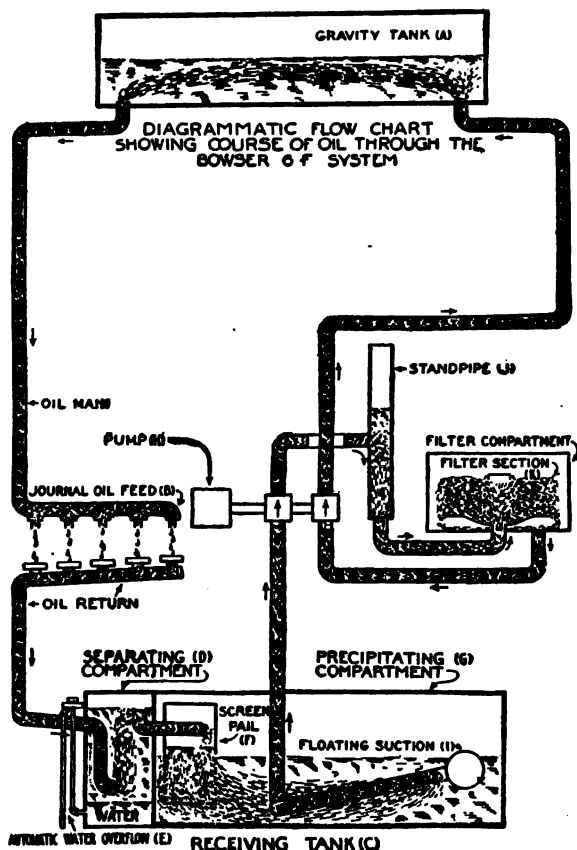 GRAVITY TANK (A)
DIAGRAMMATIC FLOW CHART
SHOWING COURSE OF OIL THROUGH THE
BOWSER 6 F SYSTEM
STANDPIPE (J)
OIL MAIN
PUMP
FILTER COMPARTMENT
FILTER SECTION
(K)
JOURNAL OIL FEED (B)
OIL RETURN
SEPARATING (D)
COMPARTMENT
PRECIPITATING (G)
COMPARTMENT
SCREEN
PAIL
(F)
FLOATING SUCTION (I)
WATER
AUTOMATIC WATER OVERFLOW (E)
RECEIVING TANK (C)